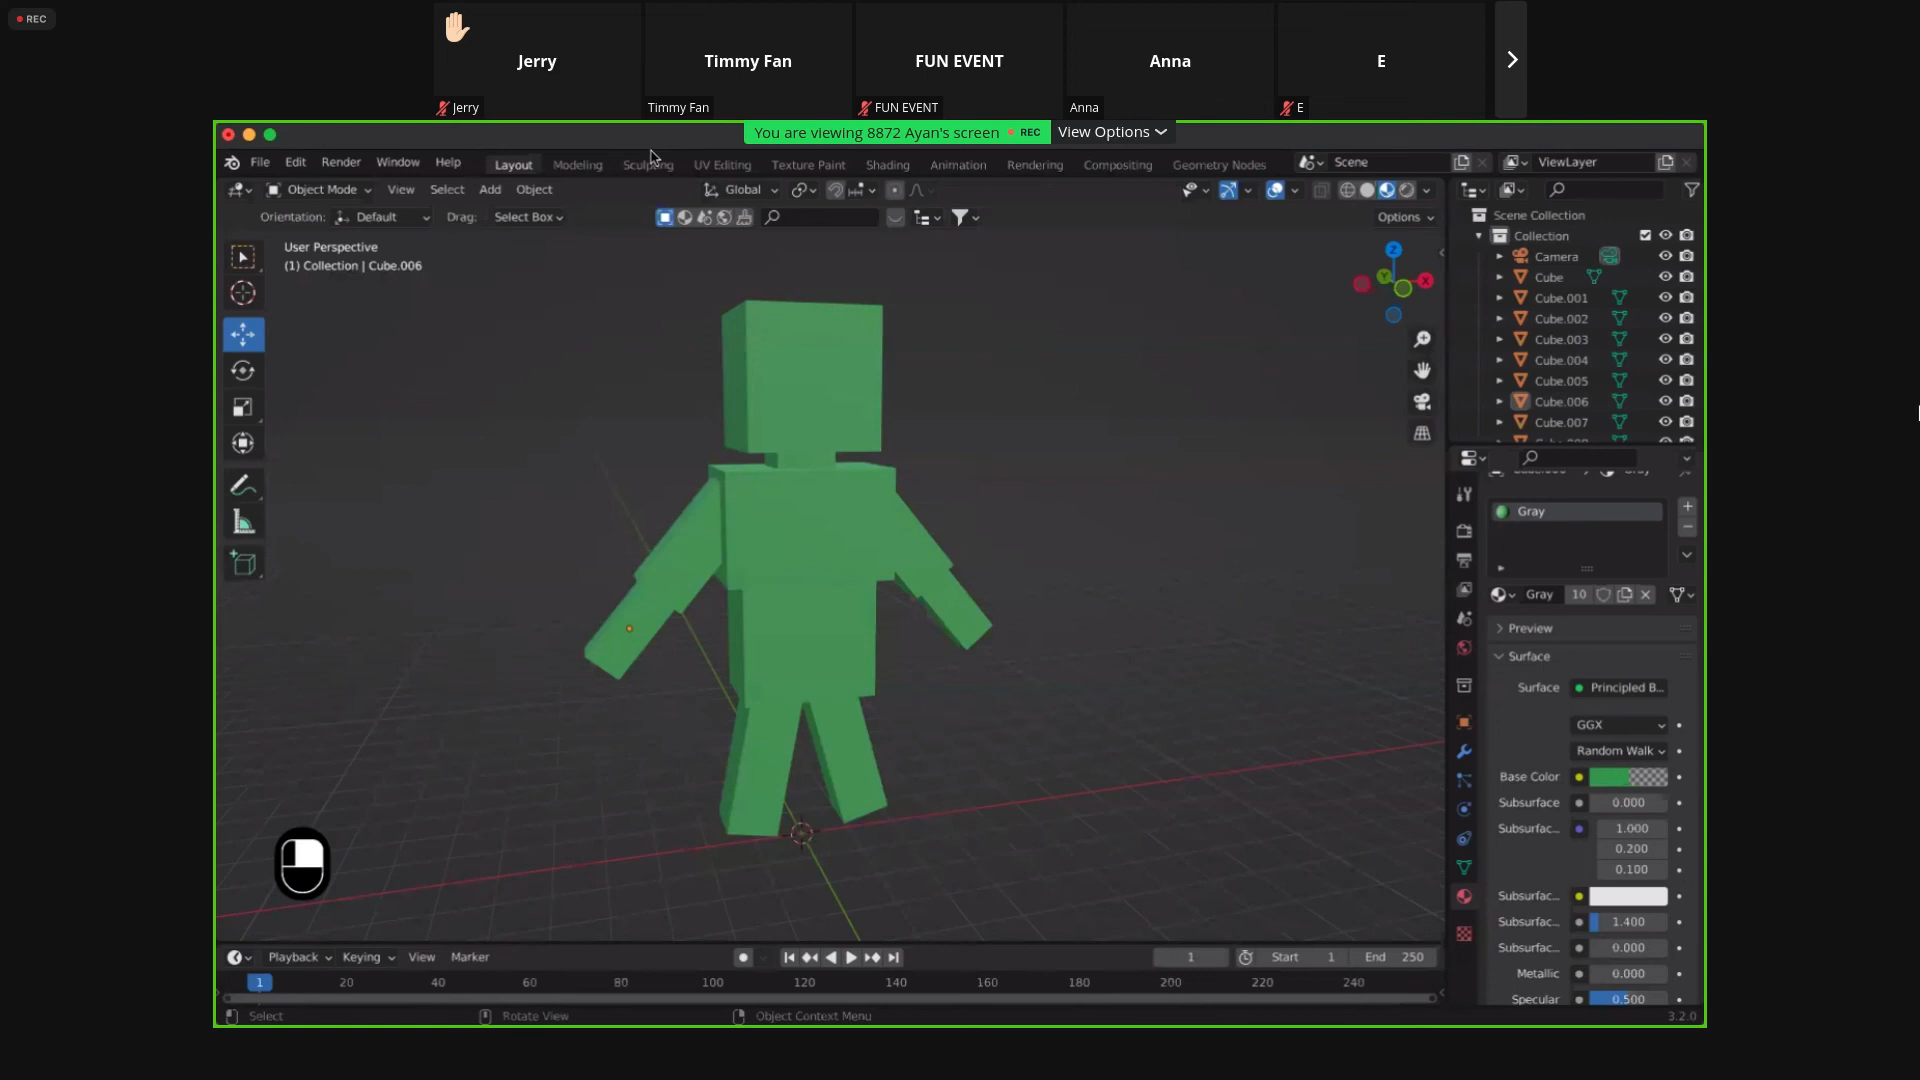 REC
Jerry
Timmy Fan
FUN EVENT
Anna
E
Jerry
Timmy Fan
FUN EVENT
Anna
E
You are viewing 8872 Ayan's screen
REC
View Options
File Edit Render Window Help
Layout Modeling Sculpting UV Editing Texture Paint Shading Animation Rendering Compositing Geometry Nodes
Scene
ViewLayer
Object Mode View Select Add Object
Global
Orientation: Default Drag: Select Box
Options
User Perspective
(1) Collection | Cube.006
Z
Y
X
Scene Collection
Collection
Camera
Cube
Cube.001
Cube.002
Cube.003
Cube.004
Cube.005
Cube.006
Cube.007
Gray
Gray 10
Preview
Surface
Surface Principled B...
GGX
Random Walk
Base Color
Subsurface 0.000
Subsurfac... 1.000
0.200
0.100
Subsurfac...
Subsurfac... 1.400
Subsurfac... 0.000
Metallic 0.000
Specular 0.500
Playback Keying View Marker
1 Start 1 End 250
1 20 40 60 80 100 120 140 160 180 200 220 240
Select Rotate View Object Context Menu 3.2.0